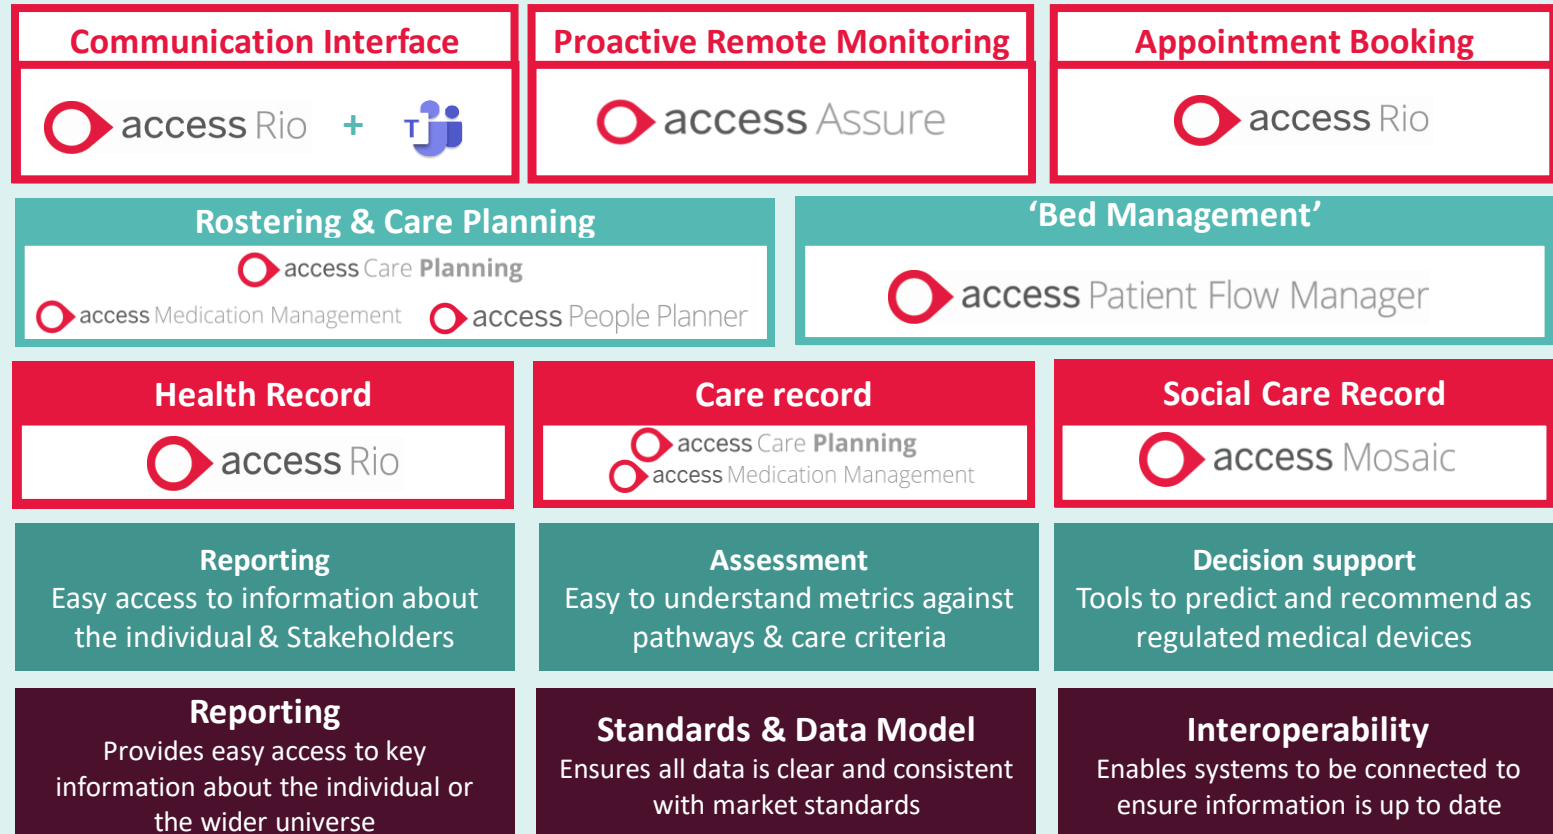 Communication Interface
access Rio + T
Proactive Remote Monitoring
access Assure
Appointment Booking
access Rio
Rostering & Care Planning
access Care Planning
access Medication Management access People Planner
‘Bed Management’
access Patient Flow Manager
Health Record
access Rio
Care record
access Care Planning
access Medication Management
Social Care Record
access Mosaic
Reporting
Easy access to information about
the individual & Stakeholders
Assessment
Easy to understand metrics against
pathways & care criteria
Decision support
Tools to predict and recommend as
regulated medical devices
Reporting
Provides easy access to key
information about the individual or
the wider universe
Standards & Data Model
Ensures all data is clear and consistent
with market standards
Interoperability
Enables systems to be connected to
ensure information is up to date